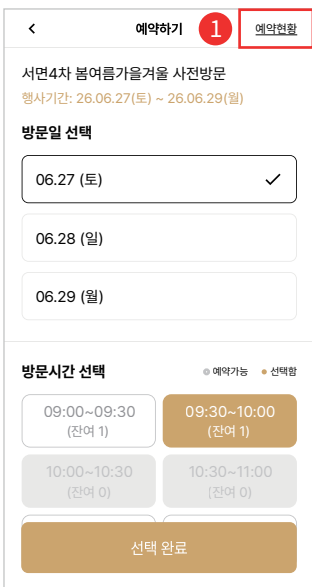 예약하기
1
예약현황
서면4차 봄여름가을겨울 사전방문
행사기간: 26.06.27(토) ~ 26.06.29(월)
방문일 선택
06.27 (토)
06.28 (일)
06.29 (월)
방문시간 선택
예약가능
선택함
09:00~09:30
(잔여 1)
09:30~10:00
(잔여 1)
10:00~10:30
(잔여 0)
10:30~11:00
(잔여 0)
선택 완료